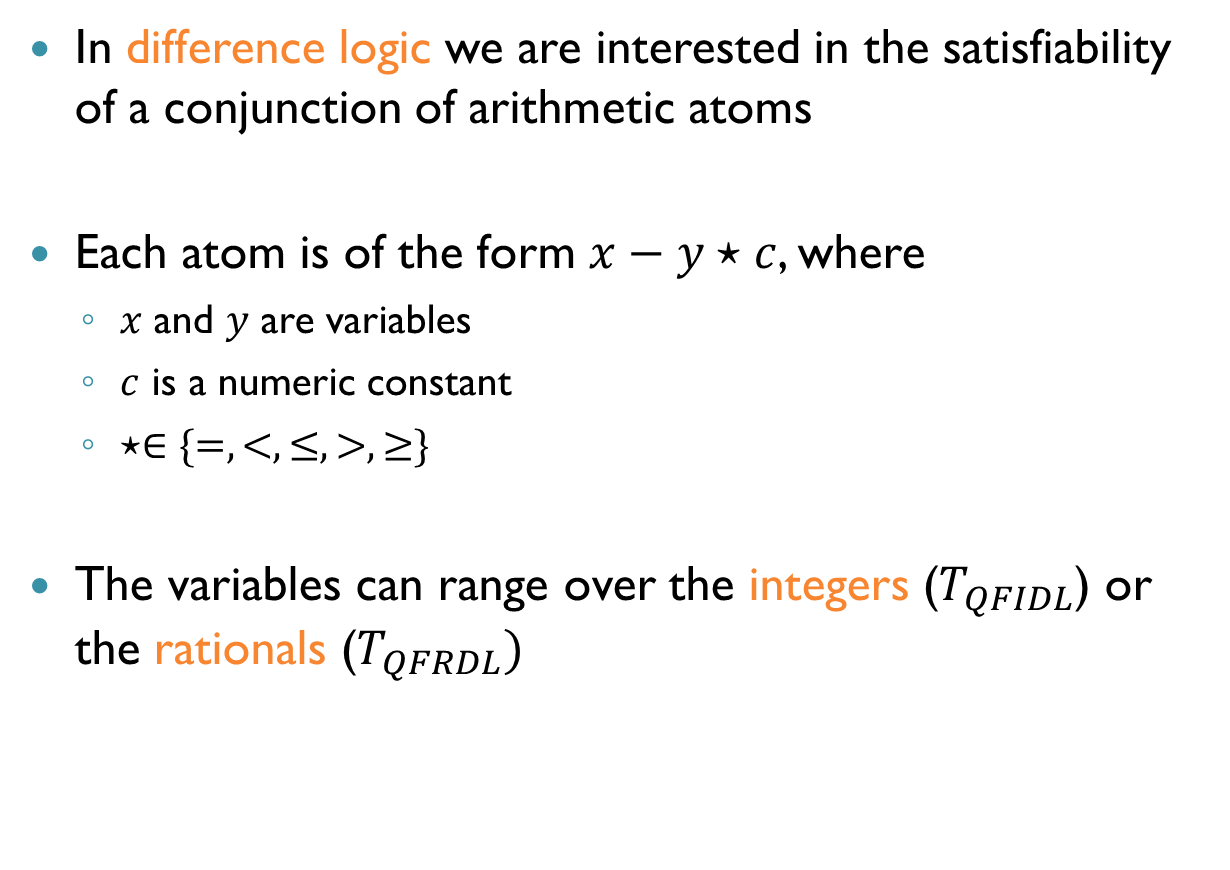 • In difference logic we are interested in the satisfiability
of a conjunction of arithmetic atoms
• Each atom is of the form x − y ⋆ c, where
◦ x and y are variables
◦ c is a numeric constant
◦ ⋆∈ {=, <, ≤, >, ≥}
• The variables can range over the integers (T_QFIDL) or
the rationals (T_QFRDL)